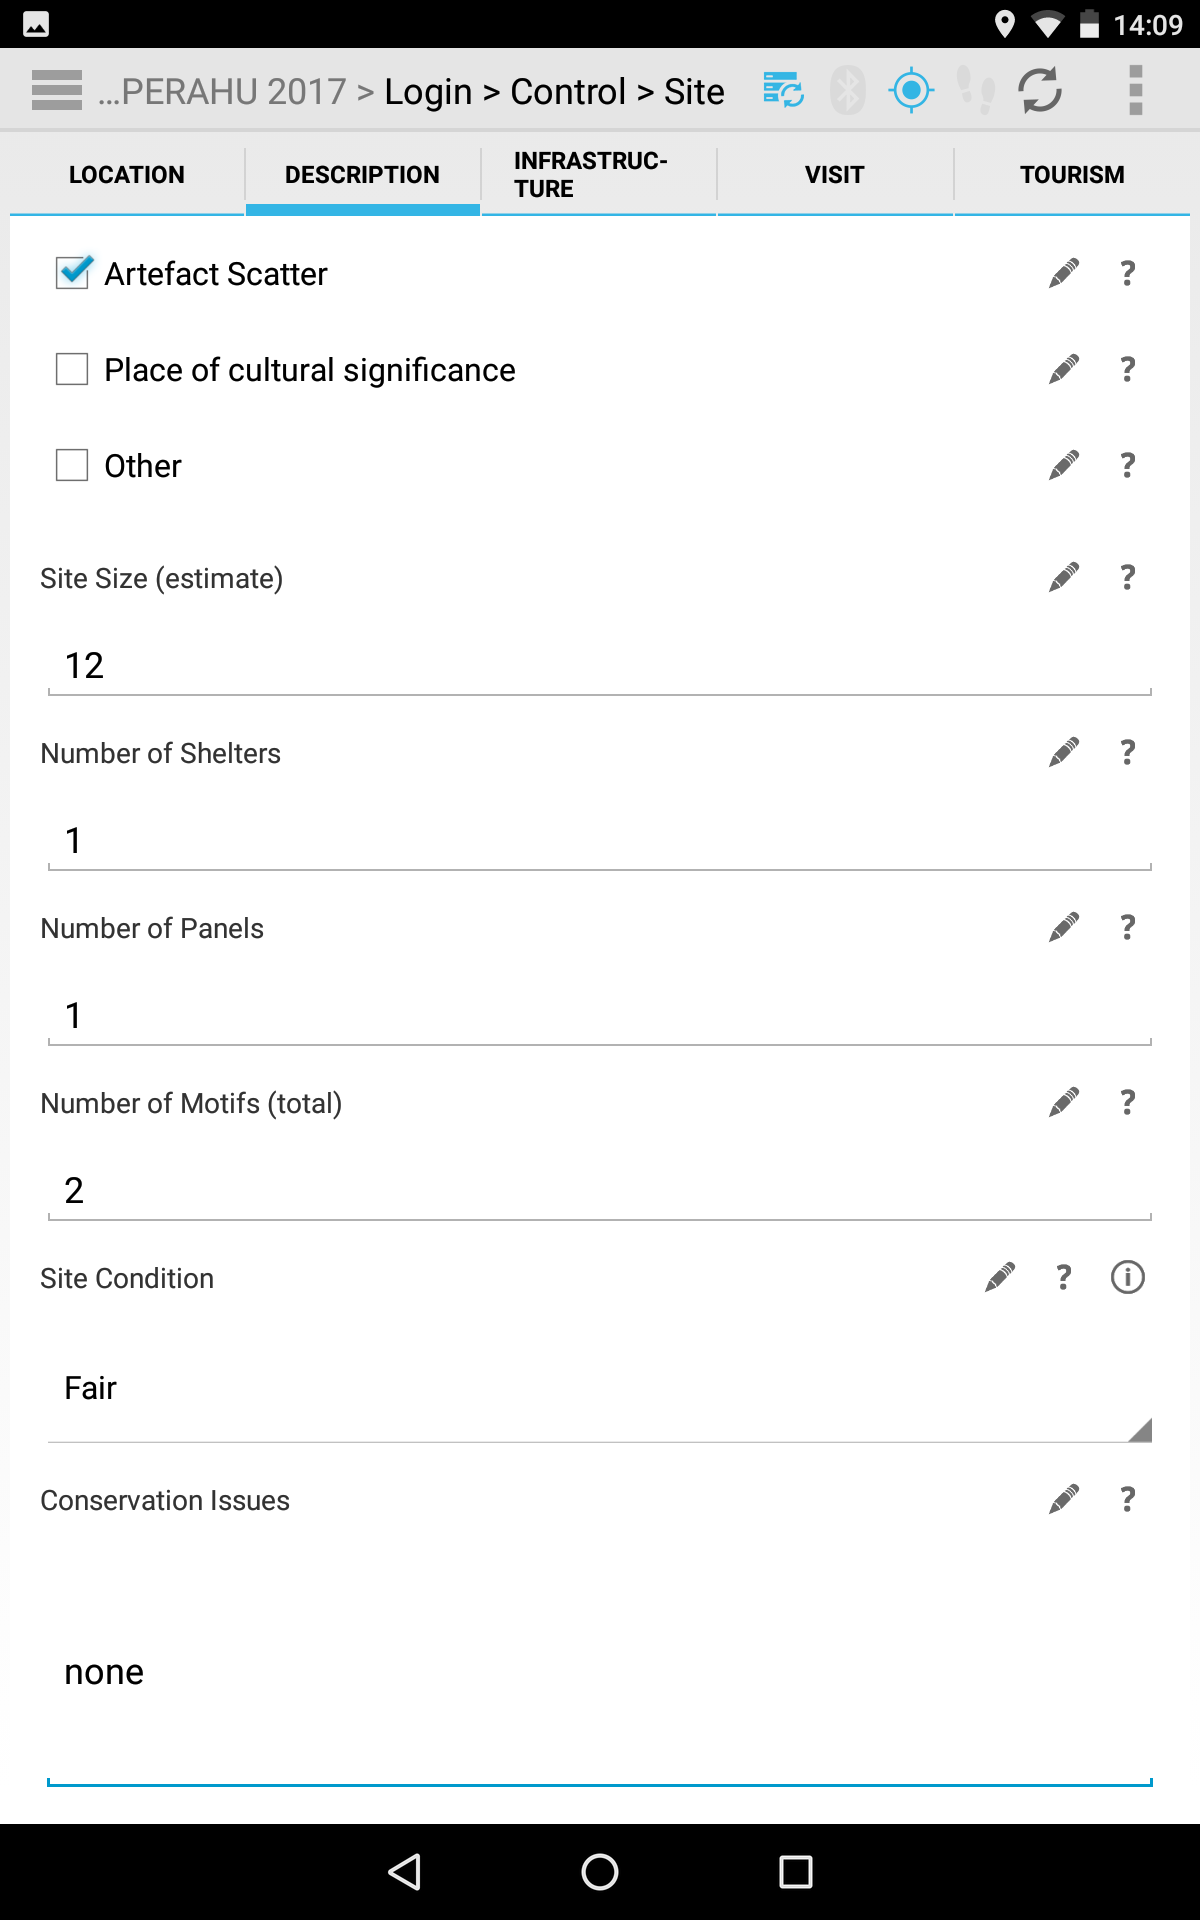 14:09
...PERAHU 2017 > Login > Control > Site
LOCATION
DESCRIPTION
INFRASTRUC-
TURE
VISIT
TOURISM
Artefact Scatter ?
Place of cultural significance ?
Other ?
Site Size (estimate) ?
12
Number of Shelters ?
1
Number of Panels ?
1
Number of Motifs (total) ?
2
Site Condition ? i
Fair
Conservation Issues ?
none